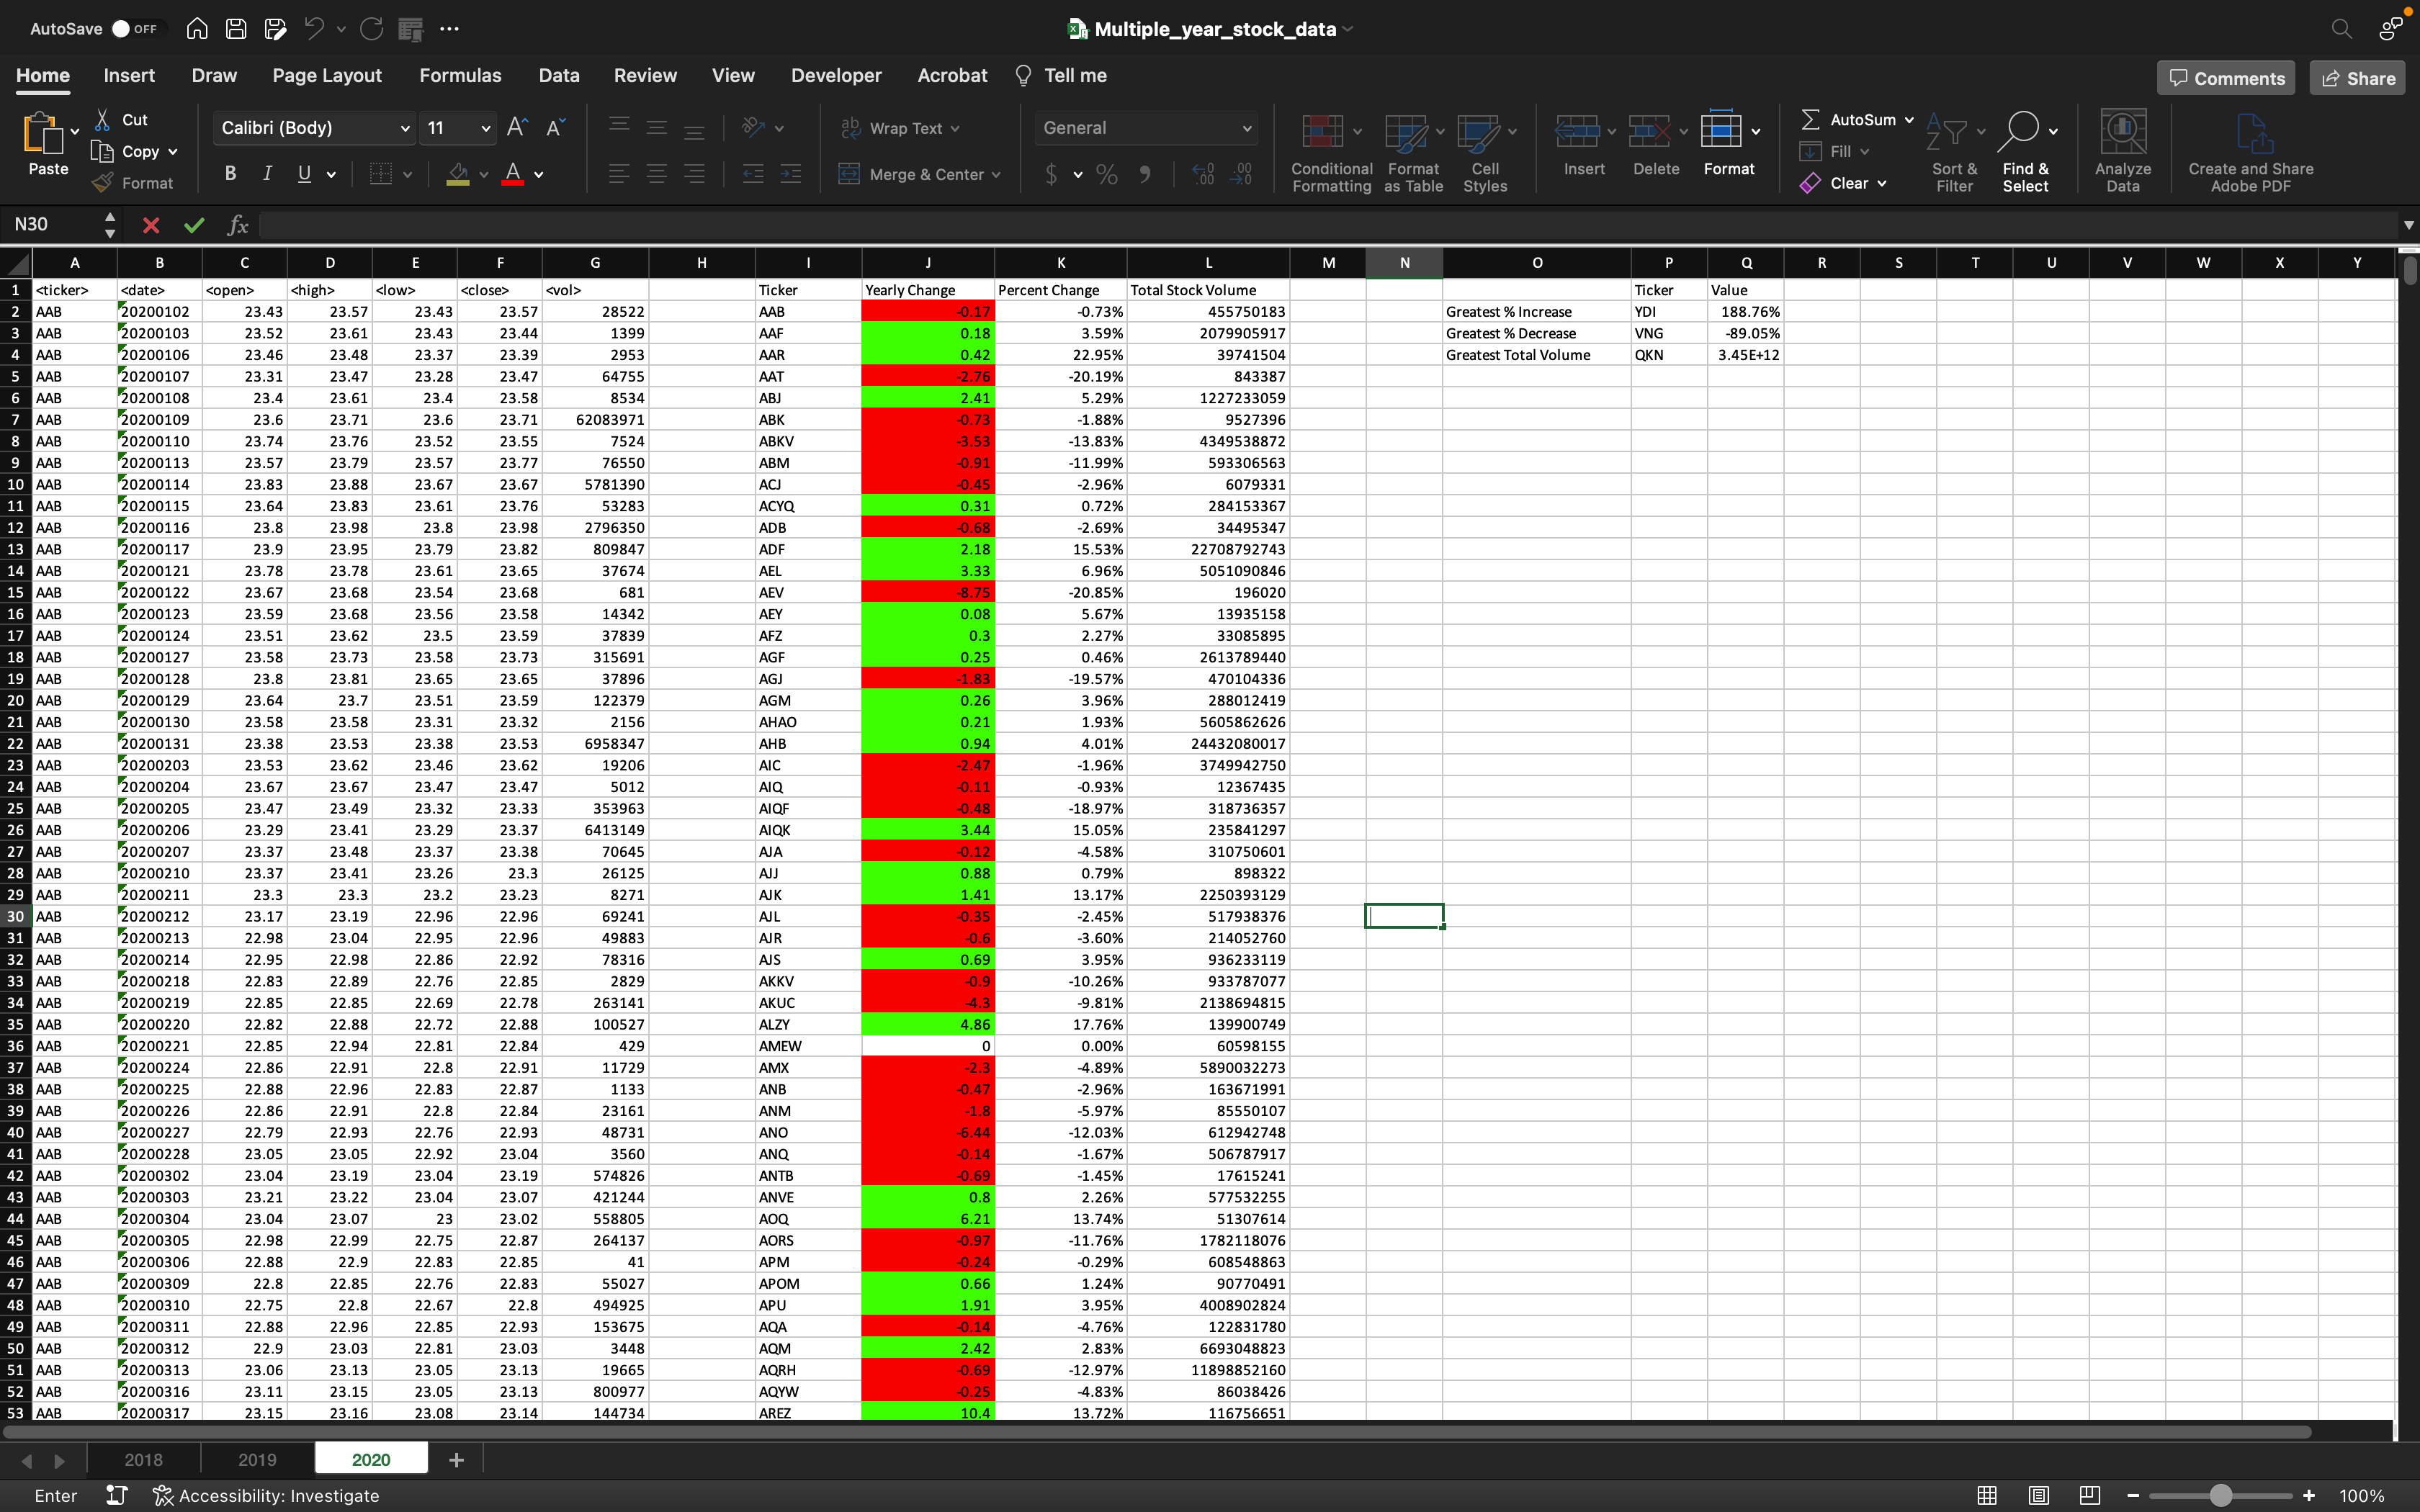 AutoSave OFF Multiple_year_stock_data
Home Insert Draw Page Layout Formulas Data Review View Developer Acrobat Tell me Comments Share
Paste Cut Copy Format Calibri (Body) 11 B I U Wrap Text Merge & Center General $ % Conditional Formatting Format as Table Cell Styles Insert Delete Format AutoSum Fill Clear Sort & Filter Find & Select Analyze Data Create and Share Adobe PDF
N30 fx
A B C D E F G H I J K L M N O P Q R S T U V W X Y
1 <ticker> <date> <open> <high> <low> <close> <vol> Ticker Yearly Change Percent Change Total Stock Volume Ticker Value
2 AAB 20200102 23.43 23.57 23.43 23.57 28522 AAB -0.17 -0.73% 455750183 Greatest % Increase YDI 188.76%
3 AAB 20200103 23.52 23.61 23.43 23.44 1399 AAF 0.18 3.59% 2079905917 Greatest % Decrease VNG -89.05%
4 AAB 20200106 23.46 23.48 23.37 23.39 2953 AAR 0.42 22.95% 39741504 Greatest Total Volume QKN 3.45E+12
5 AAB 20200107 23.31 23.47 23.28 23.47 64755 AAT -2.76 -20.19% 843387
6 AAB 20200108 23.4 23.61 23.4 23.58 8534 ABJ 2.41 5.29% 1227233059
7 AAB 20200109 23.6 23.71 23.6 23.71 62083971 ABK -0.73 -1.88% 9527396
8 AAB 20200110 23.74 23.76 23.52 23.55 7524 ABKV -3.53 -13.83% 4349538872
9 AAB 20200113 23.57 23.79 23.57 23.77 76550 ABM -0.91 -11.99% 593306563
10 AAB 20200114 23.83 23.88 23.67 23.67 5781390 ACJ -0.45 -2.96% 6079331
11 AAB 20200115 23.64 23.83 23.61 23.76 53283 ACYQ 0.31 0.72% 284153367
12 AAB 20200116 23.8 23.98 23.8 23.98 2796350 ADB -0.68 -2.69% 34495347
13 AAB 20200117 23.9 23.95 23.79 23.82 809847 ADF 2.18 15.53% 22708792743
14 AAB 20200121 23.78 23.78 23.61 23.65 37674 AEL 3.33 6.96% 5051090846
15 AAB 20200122 23.67 23.68 23.54 23.68 681 AEV -8.75 -20.85% 196020
16 AAB 20200123 23.59 23.68 23.56 23.58 14342 AEY 0.08 5.67% 13935158
17 AAB 20200124 23.51 23.62 23.5 23.59 37839 AFZ 0.3 2.27% 33085895
18 AAB 20200127 23.58 23.73 23.58 23.73 315691 AGF 0.25 0.46% 2613789440
19 AAB 20200128 23.8 23.81 23.65 23.65 37896 AGJ -1.83 -19.57% 470104336
20 AAB 20200129 23.64 23.7 23.51 23.59 122379 AGM 0.26 3.96% 288012419
21 AAB 20200130 23.58 23.58 23.31 23.32 2156 AHAO 0.21 1.93% 5605862626
22 AAB 20200131 23.38 23.53 23.38 23.53 6958347 AHB 0.94 4.01% 24432080017
23 AAB 20200203 23.53 23.62 23.46 23.62 19206 AIC -2.47 -1.96% 3749942750
24 AAB 20200204 23.67 23.67 23.47 23.47 5012 AIQ -0.11 -0.93% 12367435
25 AAB 20200205 23.47 23.49 23.32 23.33 353963 AIQF -0.48 -18.97% 318736357
26 AAB 20200206 23.29 23.41 23.29 23.37 6413149 AIQK 3.44 15.05% 235841297
27 AAB 20200207 23.37 23.48 23.37 23.38 70645 AJA -0.12 -4.58% 310750601
28 AAB 20200210 23.37 23.41 23.26 23.3 26125 AJJ 0.88 0.79% 898322
29 AAB 20200211 23.3 23.3 23.2 23.23 8271 AJK 1.41 13.17% 2250393129
30 AAB 20200212 23.17 23.19 22.96 22.96 69241 AJL -0.35 -2.45% 517938376
31 AAB 20200213 22.98 23.04 22.95 22.96 49883 AJR -0.6 -3.60% 214052760
32 AAB 20200214 22.95 22.98 22.86 22.92 78316 AJS 0.69 3.95% 936233119
33 AAB 20200218 22.83 22.89 22.76 22.85 2829 AKKV -0.9 -10.26% 933787077
34 AAB 20200219 22.85 22.85 22.69 22.78 263141 AKUC -4.3 -9.81% 2138694815
35 AAB 20200220 22.82 22.88 22.72 22.88 100527 ALZY 4.86 17.76% 139900749
36 AAB 20200221 22.85 22.94 22.81 22.84 429 AMEW 0 0.00% 60598155
37 AAB 20200224 22.86 22.91 22.8 22.91 11729 AMX -2.3 -4.89% 5890032273
38 AAB 20200225 22.88 22.96 22.83 22.87 1133 ANB -0.47 -2.96% 163671991
39 AAB 20200226 22.86 22.91 22.8 22.84 23161 ANM -1.8 -5.97% 85550107
40 AAB 20200227 22.79 22.93 22.76 22.93 48731 ANO -6.44 -12.03% 612942748
41 AAB 20200228 23.05 23.05 22.92 23.04 3560 ANQ -0.14 -1.67% 506787917
42 AAB 20200302 23.04 23.19 23.04 23.19 574826 ANTB -0.69 -1.45% 17615241
43 AAB 20200303 23.21 23.22 23.04 23.07 421244 ANVE 0.8 2.26% 577532255
44 AAB 20200304 23.04 23.07 23 23.02 558805 AOQ 6.21 13.74% 51307614
45 AAB 20200305 22.98 22.99 22.75 22.87 264137 AORS -0.97 -11.76% 1782118076
46 AAB 20200306 22.88 22.9 22.83 22.85 41 APM -0.24 -0.29% 608548863
47 AAB 20200309 22.8 22.85 22.76 22.83 55027 APOM 0.66 1.24% 90770491
48 AAB 20200310 22.75 22.8 22.67 22.8 494925 APU 1.91 3.95% 4008902824
49 AAB 20200311 22.88 22.96 22.85 22.93 153675 AQA -0.14 -4.76% 122831780
50 AAB 20200312 22.9 23.03 22.81 23.03 3448 AQM 2.42 2.83% 6693048823
51 AAB 20200313 23.06 23.13 23.05 23.13 19665 AQRH -0.69 -12.97% 11898852160
52 AAB 20200316 23.11 23.15 23.05 23.13 800977 AQYW -0.25 -4.83% 86038426
53 AAB 20200317 23.15 23.16 23.08 23.14 144734 AREZ 10.4 13.72% 116756651
2018 2019 2020 +
Enter Accessibility: Investigate 100%